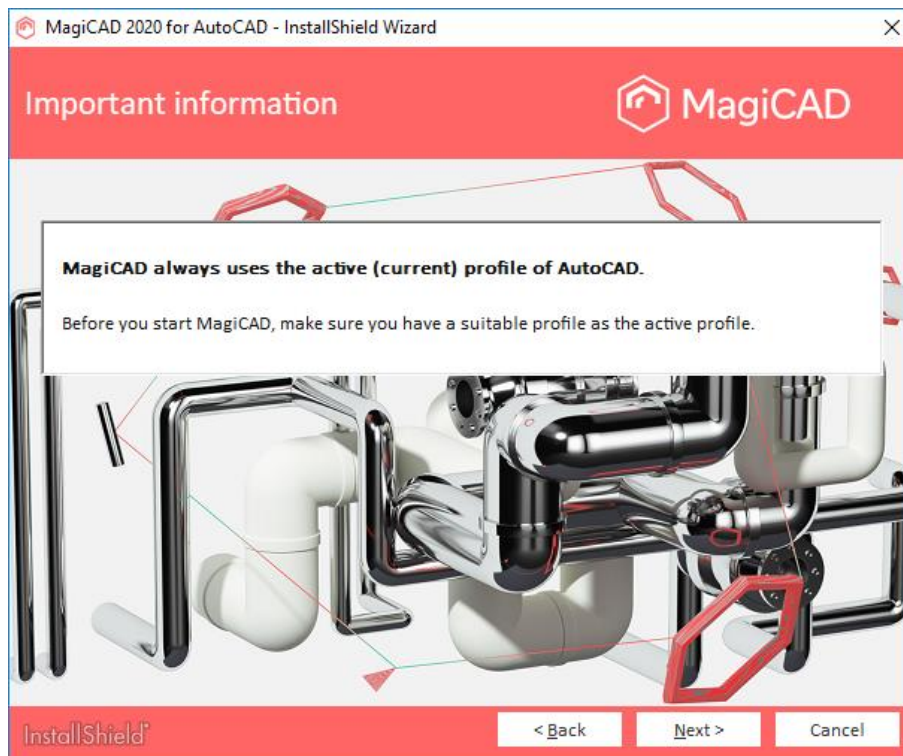 MagiCAD 2020 for AutoCAD - InstallShield Wizard
Important information
MagiCAD
MagiCAD always uses the active (current) profile of AutoCAD.
Before you start MagiCAD, make sure you have a suitable profile as the active profile.
InstallShield
< Back
Next >
Cancel